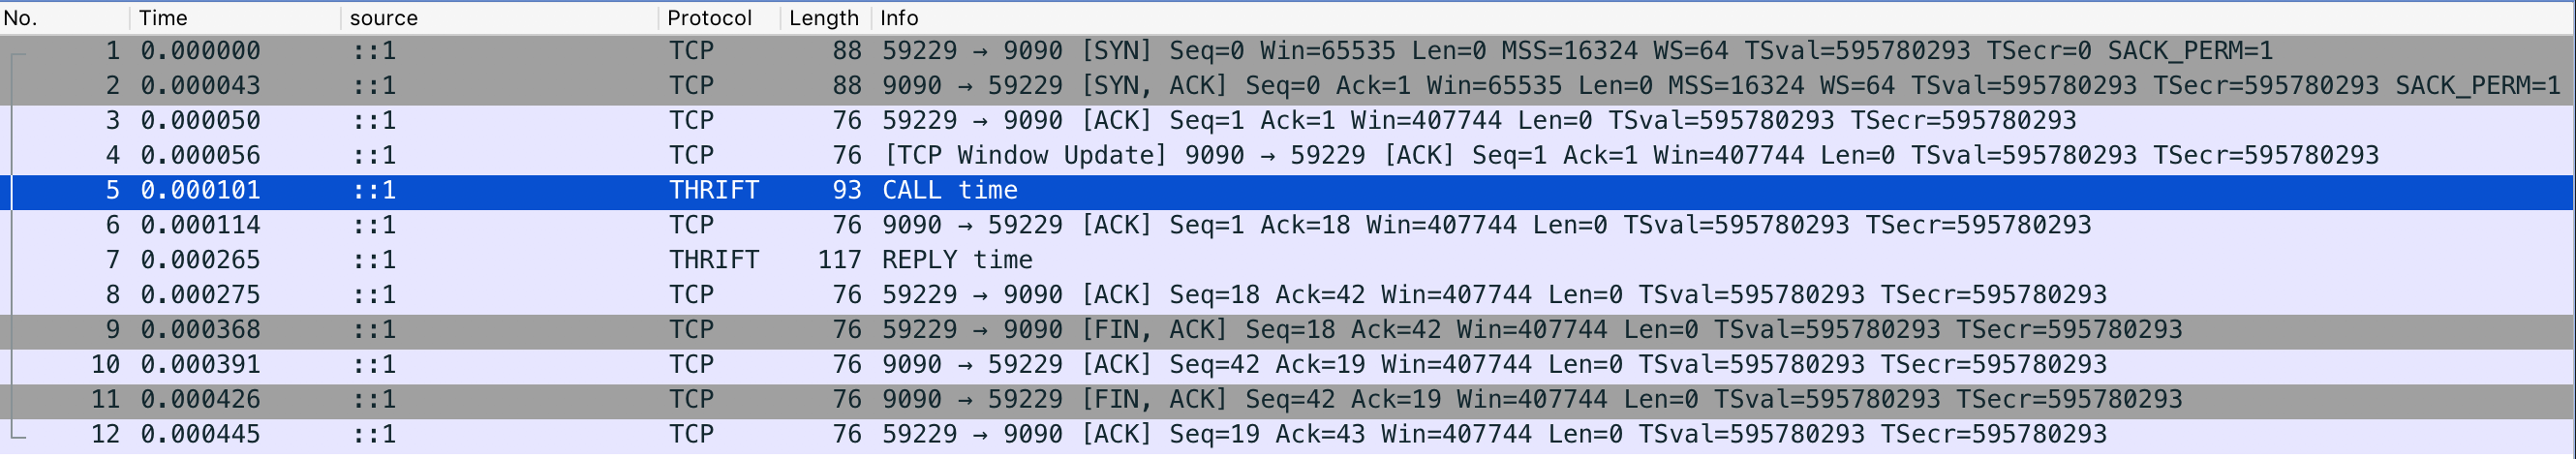 No. Time source Protocol Length Info
1 0.000000 ::1 TCP 88 59229 → 9090 [SYN] Seq=0 Win=65535 Len=0 MSS=16324 WS=64 TSval=595780293 TSecr=0 SACK_PERM=1
2 0.000043 ::1 TCP 88 9090 → 59229 [SYN, ACK] Seq=0 Ack=1 Win=65535 Len=0 MSS=16324 WS=64 TSval=595780293 TSecr=595780293 SACK_PERM=1
3 0.000050 ::1 TCP 76 59229 → 9090 [ACK] Seq=1 Ack=1 Win=407744 Len=0 TSval=595780293 TSecr=595780293
4 0.000056 ::1 TCP 76 [TCP Window Update] 9090 → 59229 [ACK] Seq=1 Ack=1 Win=407744 Len=0 TSval=595780293 TSecr=595780293
5 0.000101 ::1 THRIFT 93 CALL time
6 0.000114 ::1 TCP 76 9090 → 59229 [ACK] Seq=1 Ack=18 Win=407744 Len=0 TSval=595780293 TSecr=595780293
7 0.000265 ::1 THRIFT 117 REPLY time
8 0.000275 ::1 TCP 76 59229 → 9090 [ACK] Seq=18 Ack=42 Win=407744 Len=0 TSval=595780293 TSecr=595780293
9 0.000368 ::1 TCP 76 59229 → 9090 [FIN, ACK] Seq=18 Ack=42 Win=407744 Len=0 TSval=595780293 TSecr=595780293
10 0.000391 ::1 TCP 76 9090 → 59229 [ACK] Seq=42 Ack=19 Win=407744 Len=0 TSval=595780293 TSecr=595780293
11 0.000426 ::1 TCP 76 9090 → 59229 [FIN, ACK] Seq=42 Ack=19 Win=407744 Len=0 TSval=595780293 TSecr=595780293
12 0.000445 ::1 TCP 76 59229 → 9090 [ACK] Seq=19 Ack=43 Win=407744 Len=0 TSval=595780293 TSecr=595780293